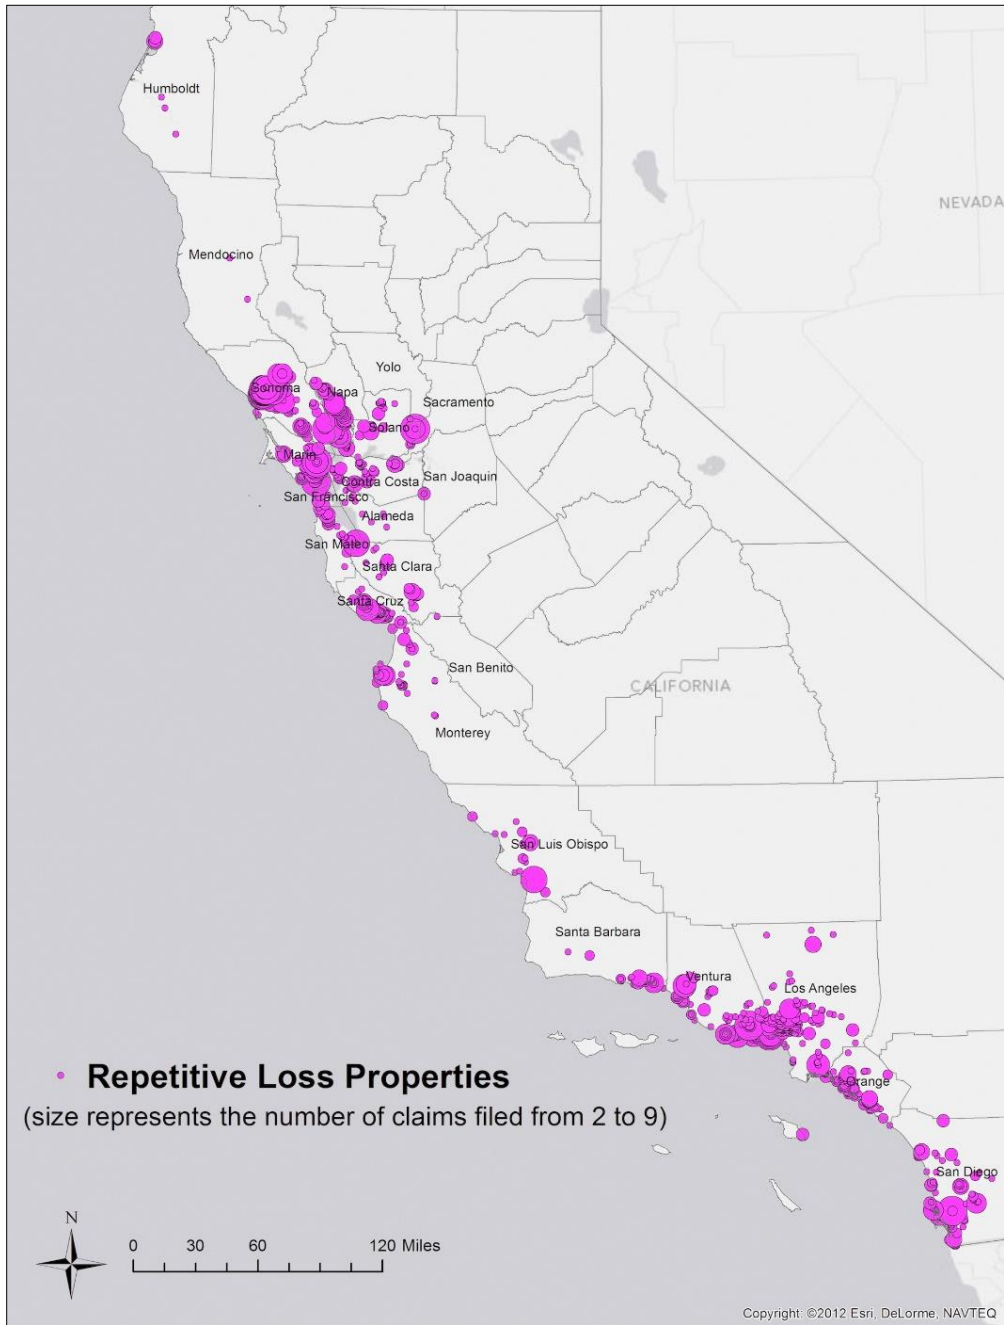 Humboldt
NEVADA
Mendocino
Yolo
Sonoma
Napa
Sacramento
Solano
Marin
Contra Costa
San Joaquin
San Francisco
Alameda
San Mateo
Santa Clara
Santa Cruz
San Benito
CALIFORNIA
Monterey
San Luis Obispo
Santa Barbara
Ventura
Los Angeles
Repetitive Loss Properties
Orange
(size represents the number of claims filed from 2 to 9)
San Diego
N
0 30 60 120 Miles
Copyright: ©2012 Esri, DeLorme, NAVTEQ